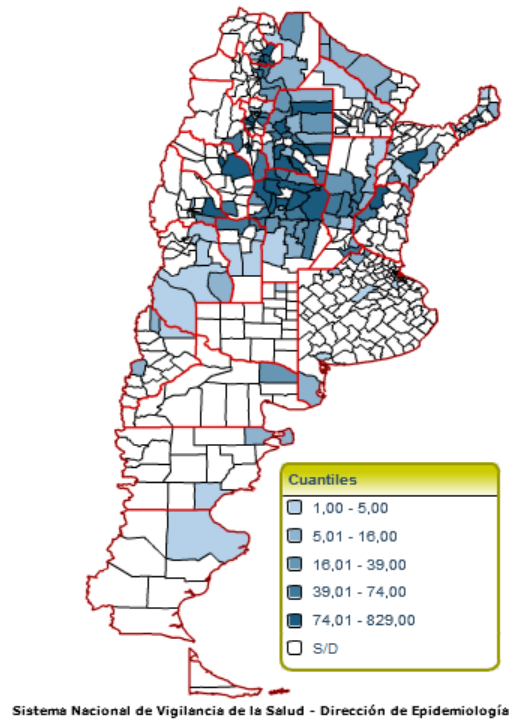 Cuantiles
1,00 - 5,00
5,01 - 16,00
16,01 - 39,00
39,01 - 74,00
74,01 - 829,00
S/D
Sistema Nacional de Vigilancia de la Salud - Dirección de Epidemiología